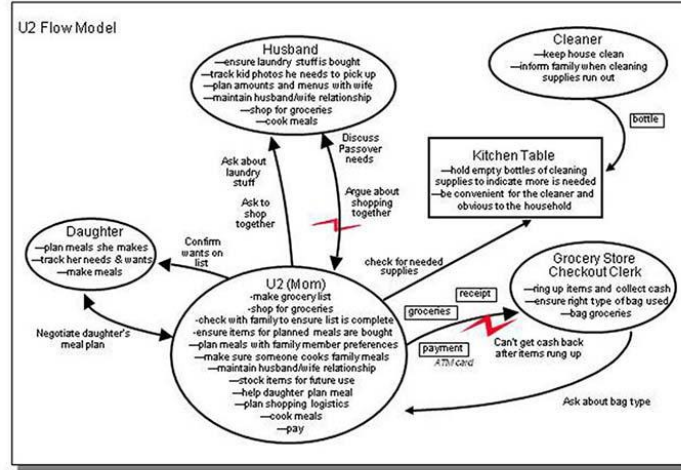 U2 Flow Model
Husband
—ensure laundry stuff is bought
—track kid photos he needs to pick up
—plan amounts and menus with wife
—maintain husband/wife relationship
—shop for groceries
—cook meals
Cleaner
—keep house clean
—inform family when cleaning
supplies run out
bottle
Discuss
Passover
needs
Ask about
laundry
stuff
Argue about
shopping
together
Ask to
shop
together
Kitchen Table
—hold empty bottles of cleaning
supplies to indicate more is needed
—be convenient for the cleaner and
obvious to the household
Daughter
—plan meals she makes
—track her needs & wants
—make meals
Confirm
wants on
list
check for needed
supplies
Grocery Store
Checkout Clerk
—ring up items and collect cash
—ensure right type of bag used
—bag groceries
Negotiate daughter's
meal plan
U2 (Mom)
-make grocery list
-shop for groceries
-check with family to ensure list is complete
-ensure items for planned meals are bought
—plan meals with family member preferences
—make sure someone cooks family meals
—maintain husband/wife relationship
—stock items for future use
—help daughter plan meal
—plan shopping logistics
—cook meals
—pay
receipt
groceries
payment
ATM card
Can't get cash back
after items rung up
Ask about bag type